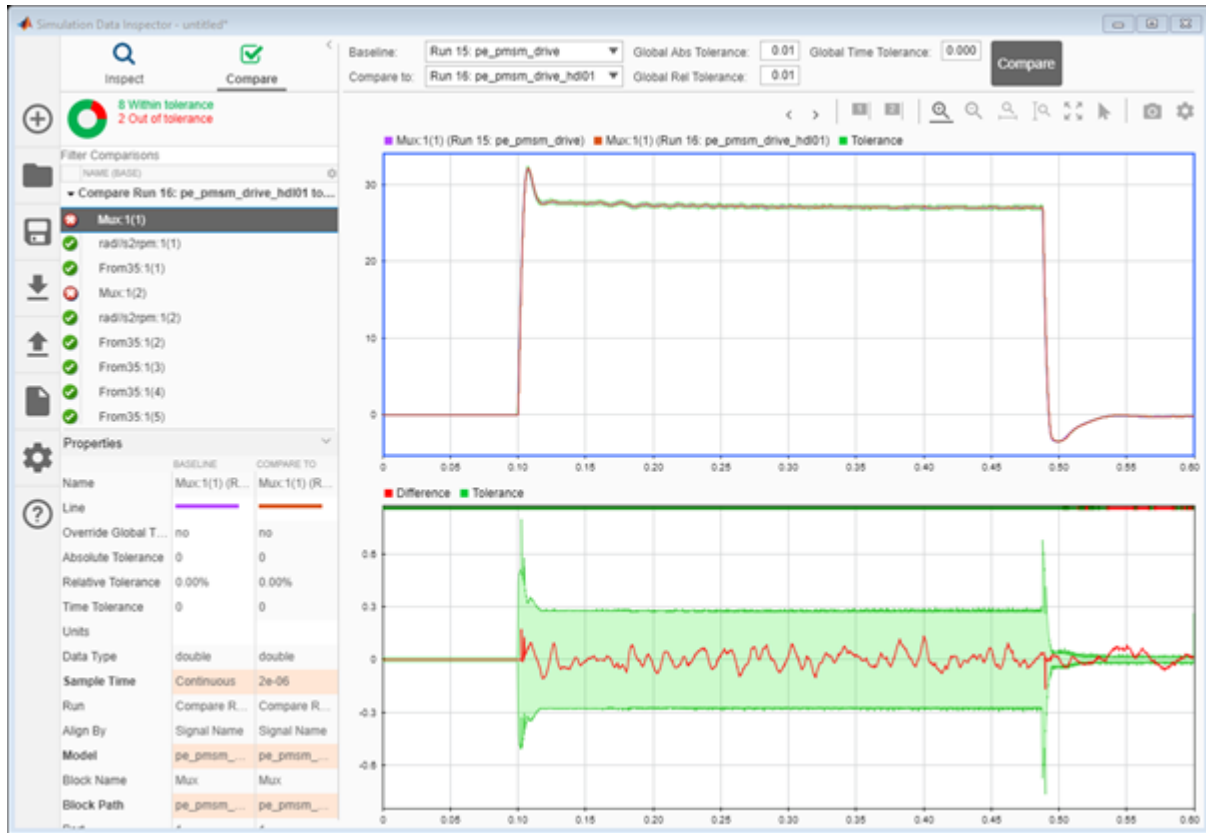 Simulation Data Inspector - untitled*
Inspect
Compare
Baseline:
Run 15: pe_pmsm_drive
Global Abs Tolerance:
0.01
Global Time Tolerance:
0.000
Compare to:
Run 16: pe_pmsm_drive_hdl01
Global Rel Tolerance:
0.01
Compare
8 Within tolerance
2 Out of tolerance
Filter Comparisons
NAME (BASE)
Compare Run 16: pe_pmsm_drive_hdl01 to...
Mux:1(1)
rad//s2rpm:1(1)
From35:1(1)
Mux:1(2)
rad//s2rpm:1(2)
From35:1(2)
From35:1(3)
From35:1(4)
From35:1(5)
Properties
BASELINE COMPARE TO
Name Mux:1(1) (R... Mux:1(1) (R...
Line
Override Global T... no no
Absolute Tolerance 0 0
Relative Tolerance 0.00% 0.00%
Time Tolerance 0 0
Units
Data Type double double
Sample Time Continuous 2e-06
Run Compare R... Compare R...
Align By Signal Name Signal Name
Model pe_pmsm_... pe_pmsm_...
Block Name Mux Mux
Block Path pe_pmsm_... pe_pmsm_...
1 2
Mux:1(1) (Run 15: pe_pmsm_drive) Mux:1(1) (Run 16: pe_pmsm_drive_hdl01) Tolerance
30
20
10
0
0 0.05 0.10 0.15 0.20 0.25 0.30 0.35 0.40 0.45 0.50 0.55 0.60
Difference Tolerance
0.6
0.3
0
-0.3
-0.6
0 0.05 0.10 0.15 0.20 0.25 0.30 0.35 0.40 0.45 0.50 0.55 0.60